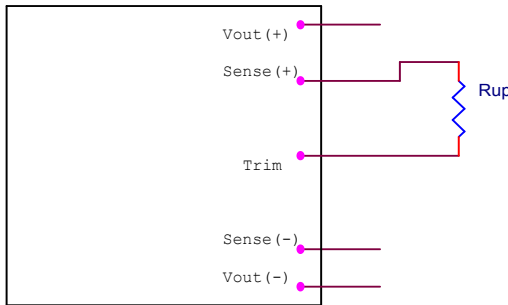 Vout(+)
Sense(+)
Rup
Trim
Sense(-)
Vout(-)